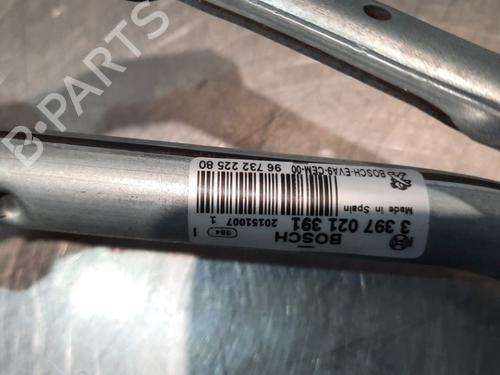 B-PARTS
BOSCH
3 397 021 391
Made in Spain
984
20151007 1
BOSCH-EVA9-CEM-00
96 732 225 80